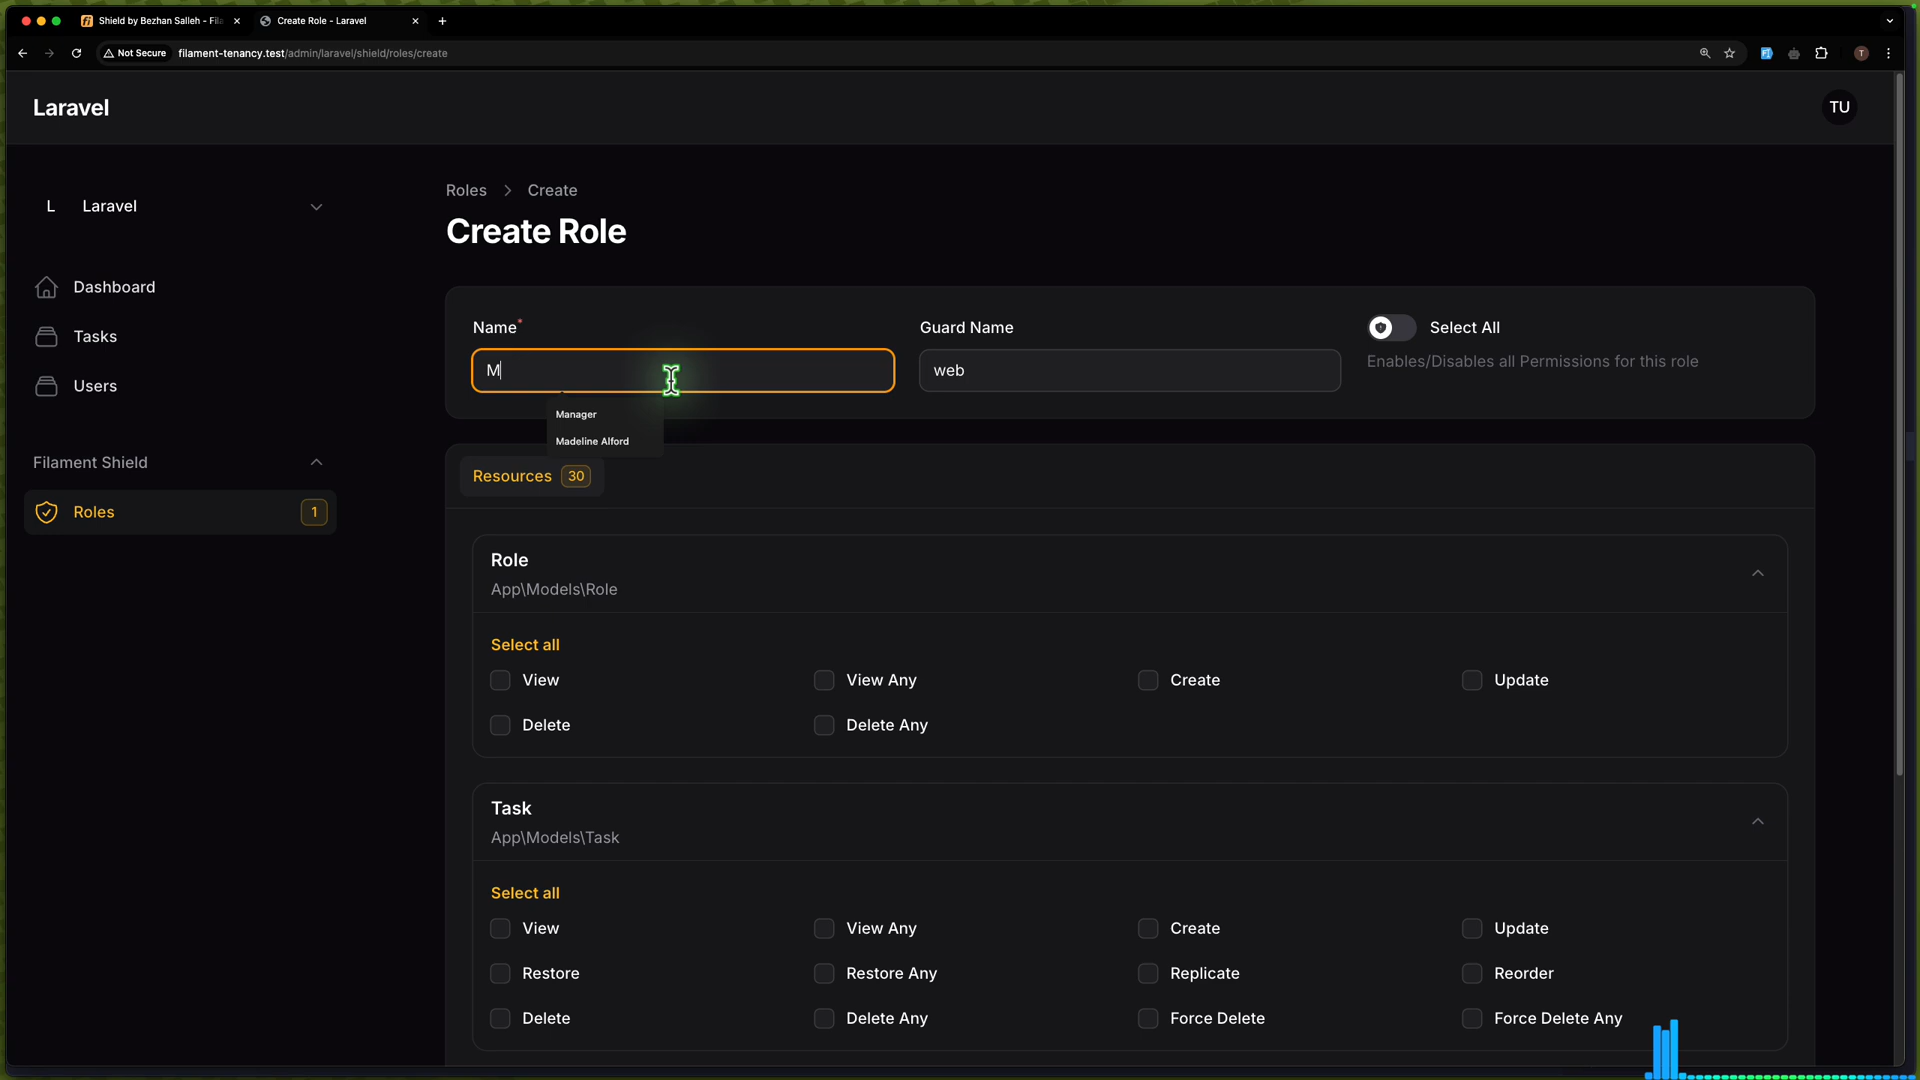 Shield by Bezhan Salleh - Fila
Create Role - Laravel
Not Secure
filament-tenancy.test/admin/laravel/shield/roles/create
T
Laravel
TU
L
Laravel
Dashboard
Tasks
Users
Filament Shield
Roles
1
Roles > Create
Create Role
Name*
M
Manager
Madeline Alford
Guard Name
web
Select All
Enables/Disables all Permissions for this role
Resources 30
Role
App\Models\Role
Select all
View
View Any
Create
Update
Delete
Delete Any
Task
App\Models\Task
Select all
View
View Any
Create
Update
Restore
Restore Any
Replicate
Reorder
Delete
Delete Any
Force Delete
Force Delete Any